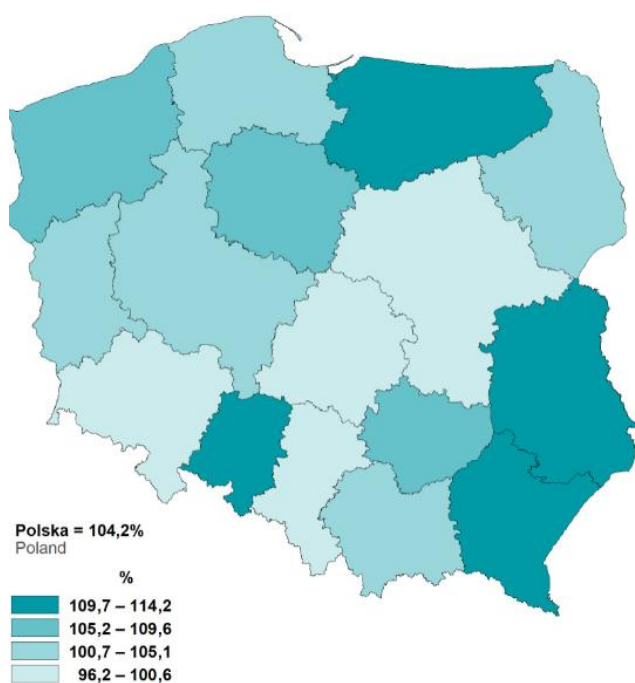 Polska = 104,2%
Poland
%
109,7 – 114,2
105,2 – 109,6
100,7 – 105,1
96,2 – 100,6